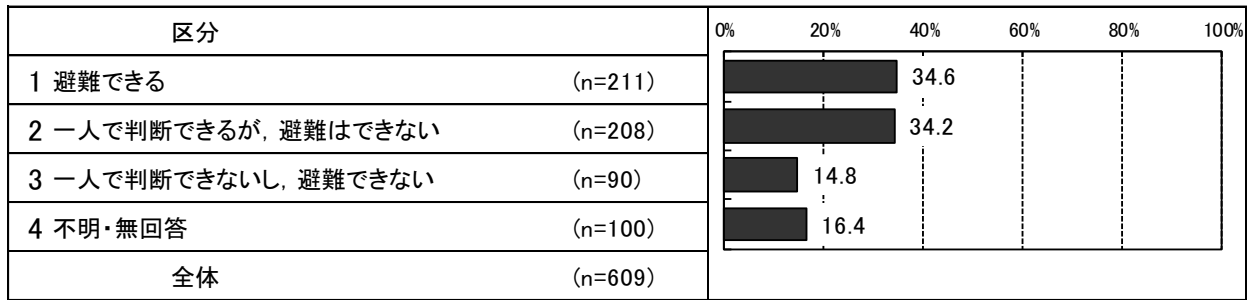 区分 0% 20% 40% 60% 80% 100%
1 避難できる (n=211) 34.6
2 一人で判断できるが，避難はできない (n=208) 34.2
3 一人で判断できないし，避難できない (n=90) 14.8
4 不明・無回答 (n=100) 16.4
全体 (n=609)